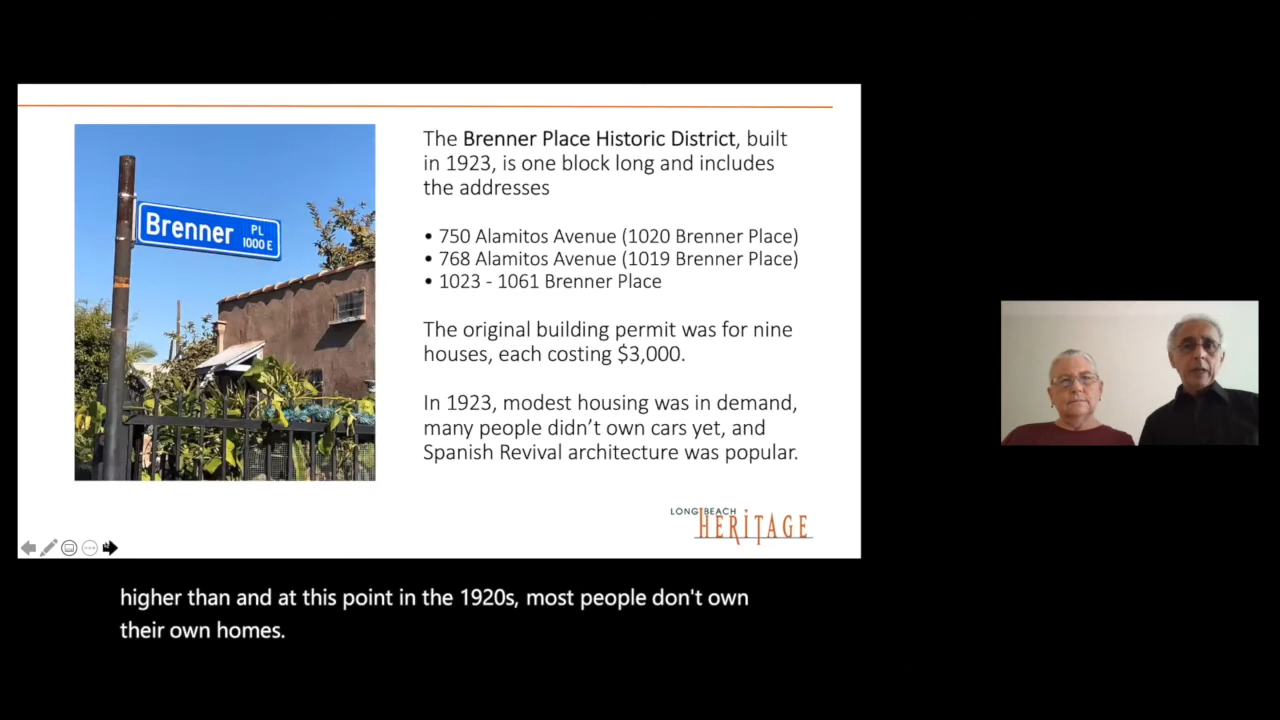 Brenner PL
1000 E
The Brenner Place Historic District, built
in 1923, is one block long and includes
the addresses
• 750 Alamitos Avenue (1020 Brenner Place)
• 768 Alamitos Avenue (1019 Brenner Place)
• 1023 - 1061 Brenner Place
The original building permit was for nine
houses, each costing $3,000.
In 1923, modest housing was in demand,
many people didn’t own cars yet, and
Spanish Revival architecture was popular.
LONG BEACH
HERiTAGE
higher than and at this point in the 1920s, most people don't own
their own homes.